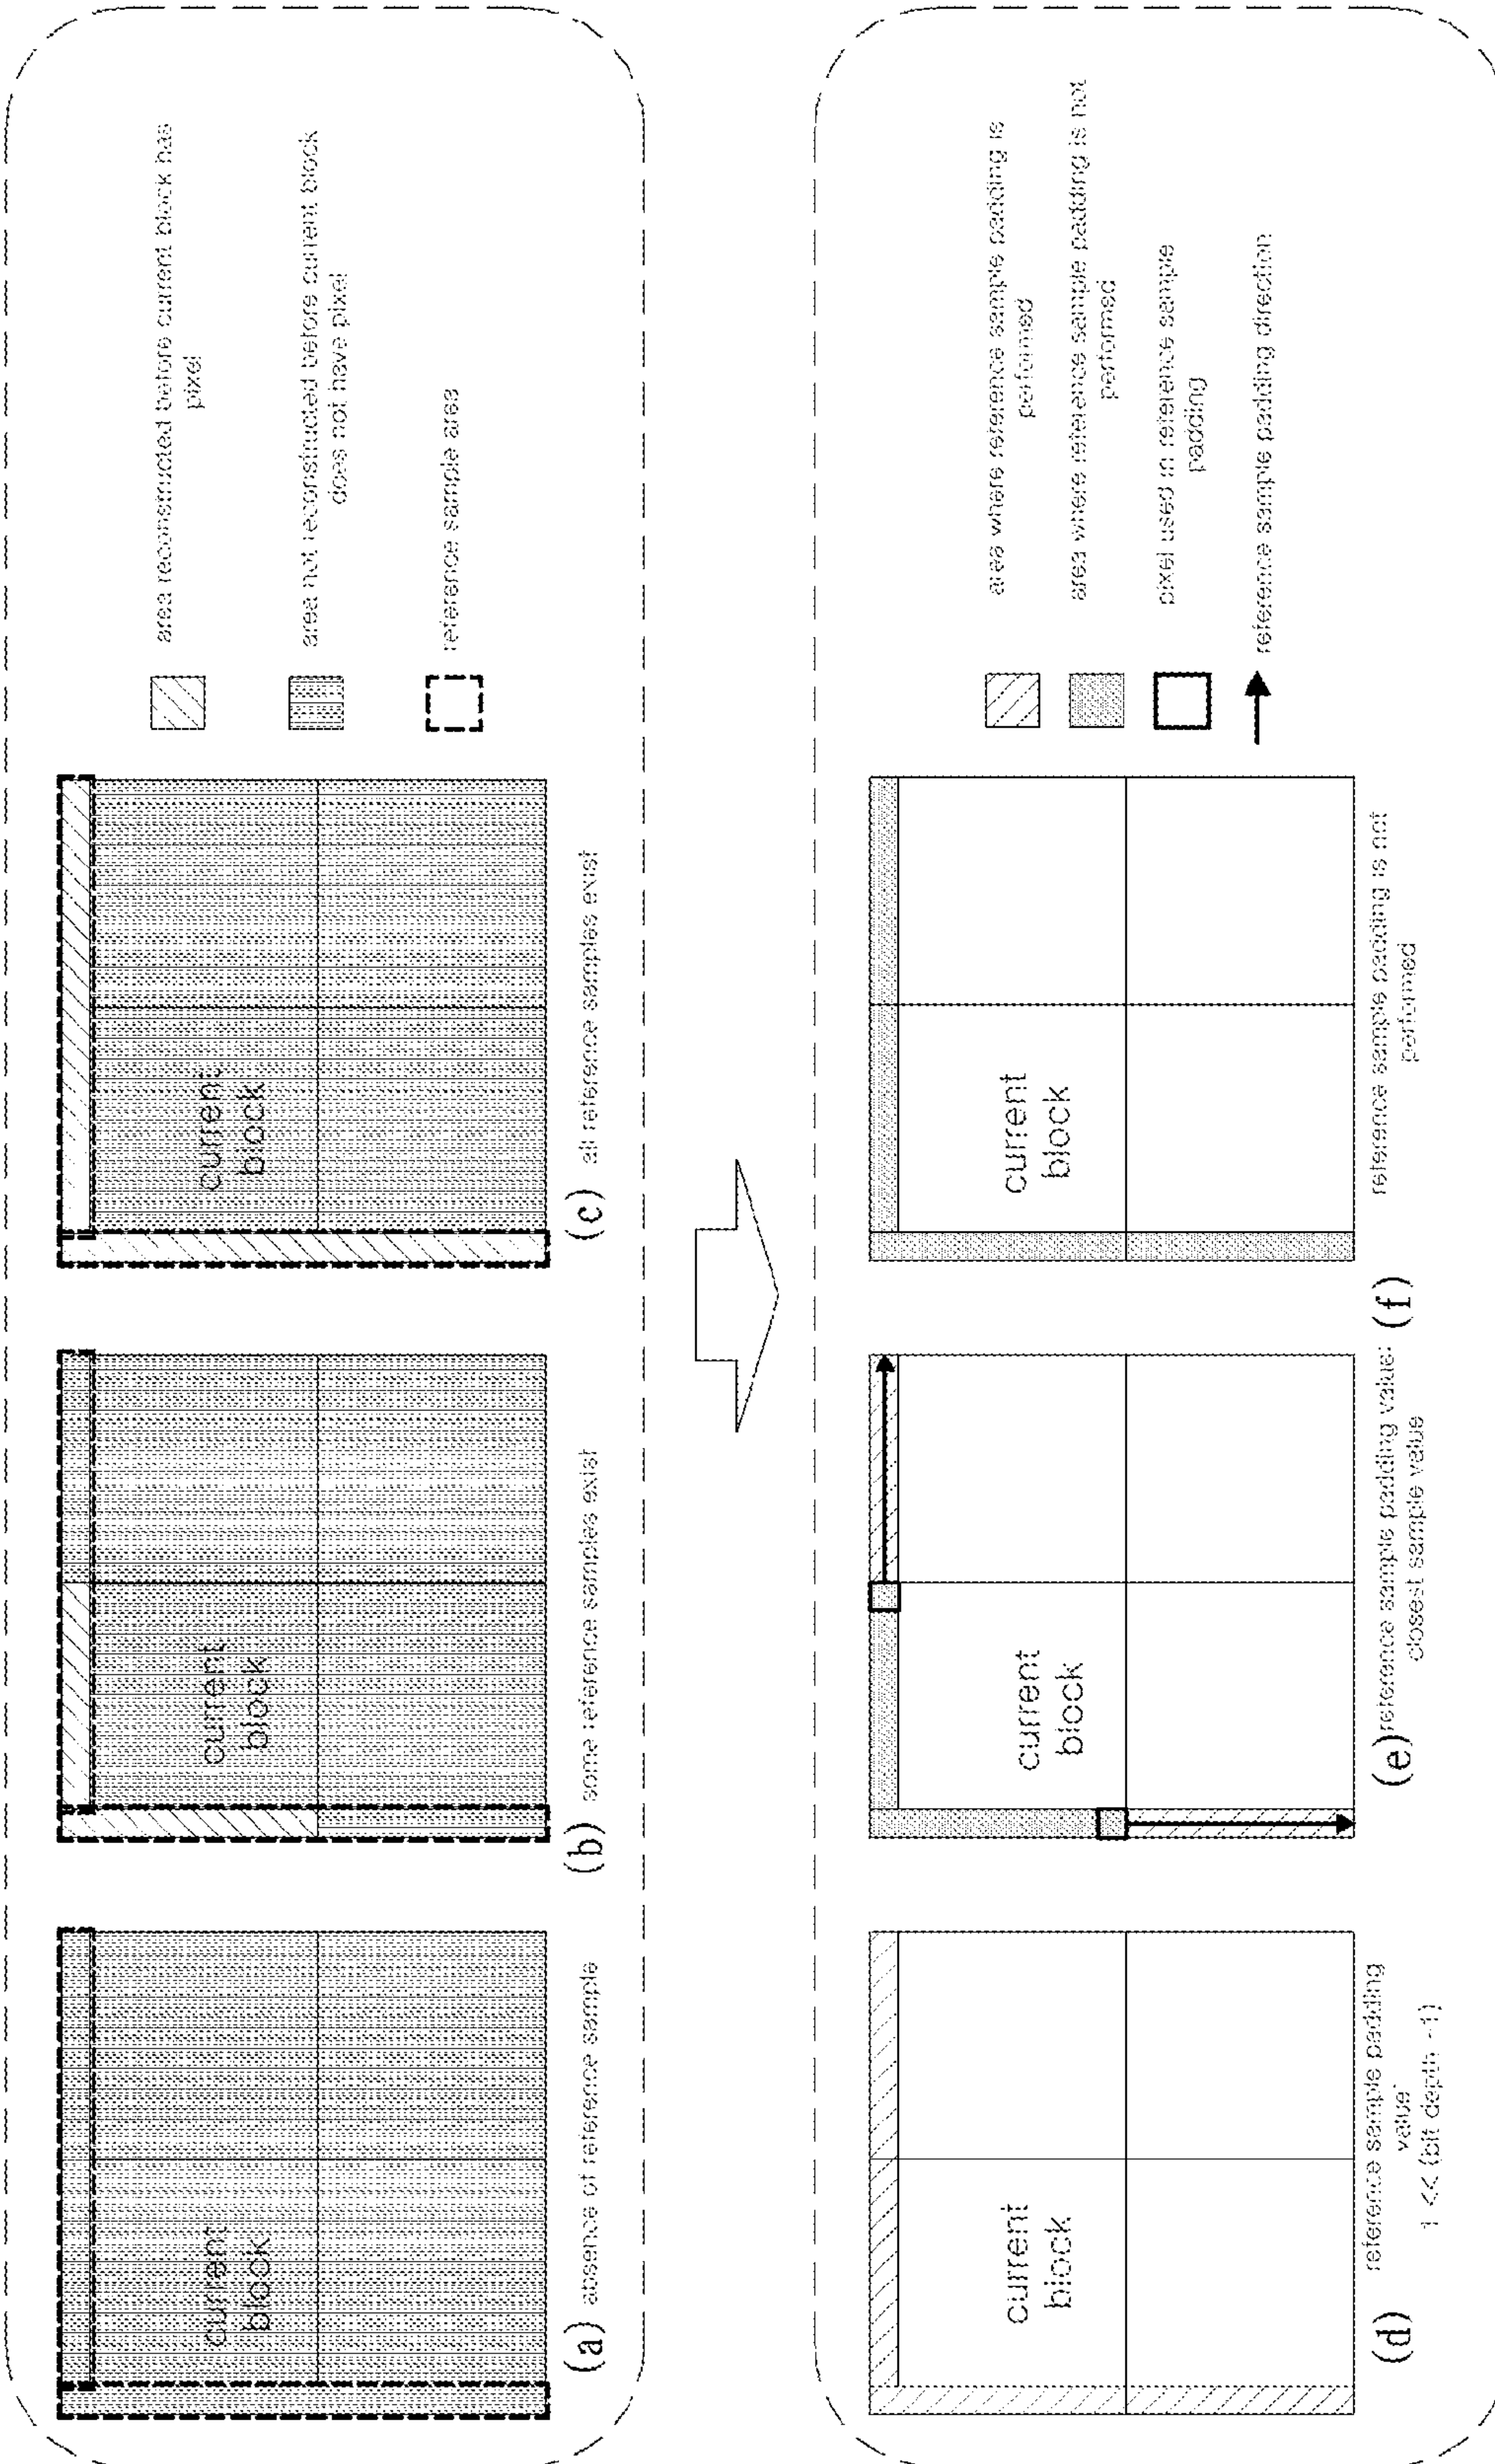 current
block
(a) absence of reference sample
current
block
(b) some reference samples exist
current
block
(c) all reference samples exist
area reconstructed before current block has
pixel
area not reconstructed before current block
does not have pixel
reference sample area
current
block
(d)
reference sample padding
value:
1 << (bit depth -1)
current
block
(e) reference sample padding value:
closest sample value
current
block
(f)
reference sample padding is not
performed
area where reference sample padding is
performed
area where reference sample padding is not
performed
pixel used in reference sample
padding
reference sample padding direction